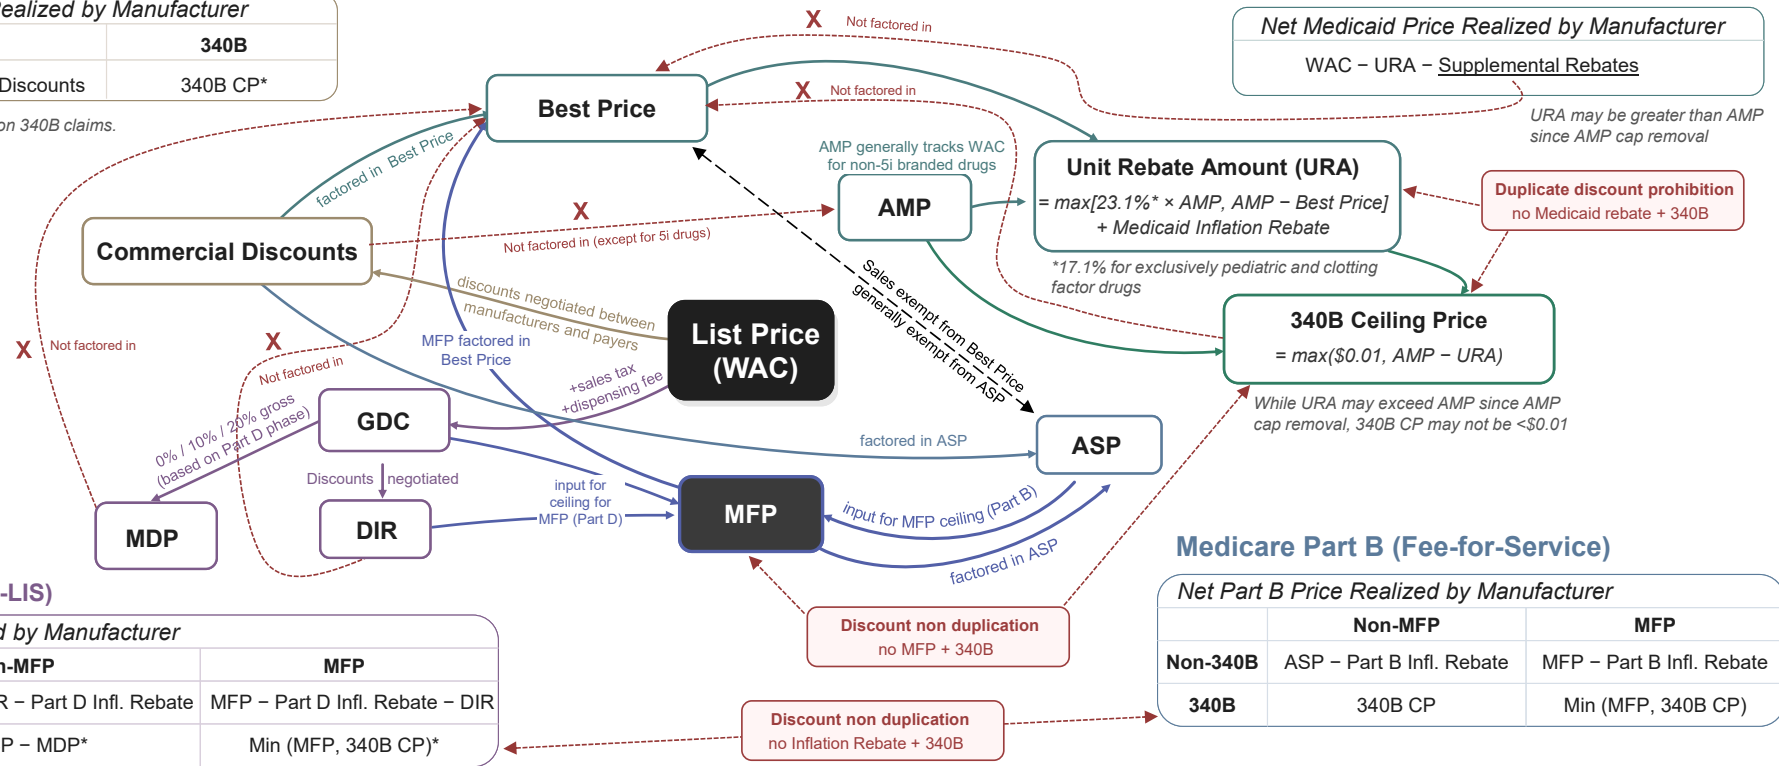 Realized by Manufacturer
340B
Discounts
340B CP*
on 340B claims.
X
Not factored in
Best Price
X
Not factored in
Net Medicaid Price Realized by Manufacturer
WAC − URA − Supplemental Rebates
URA may be greater than AMP
since AMP cap removal
AMP generally tracks WAC
for non-5i branded drugs
AMP
Unit Rebate Amount (URA)
= max[23.1%* × AMP, AMP − Best Price]
+ Medicaid Inflation Rebate
*17.1% for exclusively pediatric and clotting
factor drugs
Duplicate discount prohibition
no Medicaid rebate + 340B
factored in Best Price
Commercial Discounts
X
Not factored in (except for 5i drugs)
discounts negotiated between
manufacturers and payers
List Price
(WAC)
Sales exempt from Best Price
generally exempt from ASP
340B Ceiling Price
= max($0.01, AMP − URA)
While URA may exceed AMP since AMP
cap removal, 340B CP may not be <$0.01
X
Not factored in
X
Not factored in
MFP factored in
Best Price
+sales tax
+dispensing fee
GDC
0% / 10% / 20% gross
(based on Part D phase)
factored in ASP
ASP
Discounts
negotiated
input for
ceiling for
MFP (Part D)
MDP
DIR
MFP
input for MFP ceiling (Part B)
factored in ASP
Discount non duplication
no MFP + 340B
Medicare Part B (Fee-for-Service)
Net Part B Price Realized by Manufacturer
Non-MFP
MFP
Non-340B
ASP − Part B Infl. Rebate
MFP − Part B Infl. Rebate
340B
340B CP
Min (MFP, 340B CP)
-LIS)
d by Manufacturer
n-MFP
MFP
R − Part D Infl. Rebate
MFP − Part D Infl. Rebate − DIR
P − MDP*
Min (MFP, 340B CP)*
Discount non duplication
no Inflation Rebate + 340B